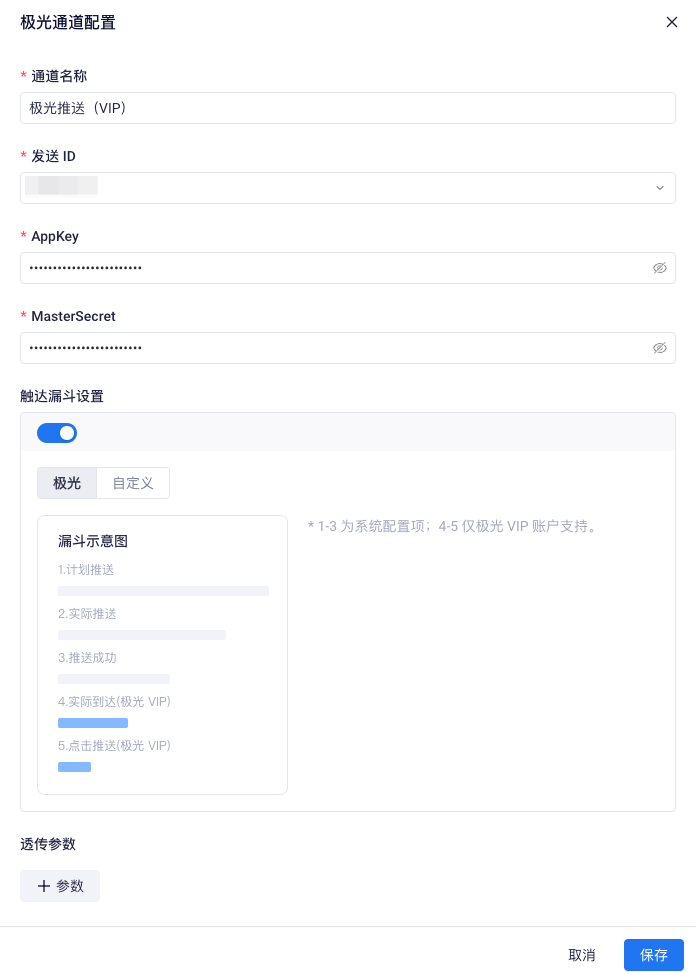 极光通道配置
* 通道名称
极光推送（VIP）
* 发送 ID
* AppKey
••••••••••••••••••••••••
* MasterSecret
••••••••••••••••••••••••
触达漏斗设置
极光 自定义
* 1-3 为系统配置项；4-5 仅极光 VIP 账户支持。
漏斗示意图
1.计划推送
2.实际推送
3.推送成功
4.实际到达(极光 VIP)
5.点击推送(极光 VIP)
透传参数
+ 参数
取消 保存